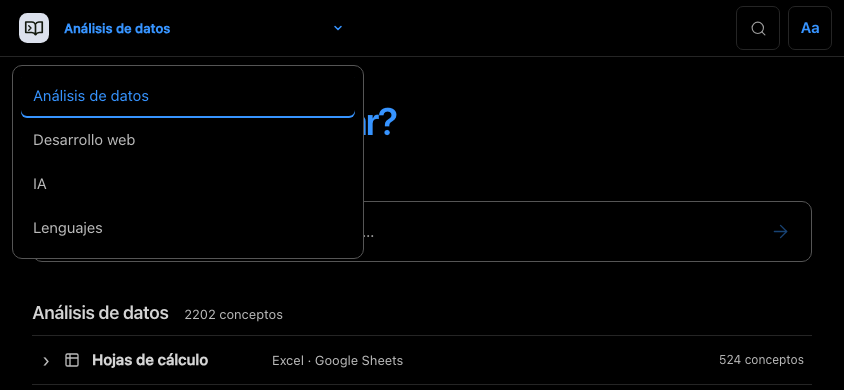 Análisis de datos
Aa
Análisis de datos
Desarrollo web
IA
Lenguajes
ar?
...
Análisis de datos 2202 conceptos
Hojas de cálculo Excel · Google Sheets 524 conceptos